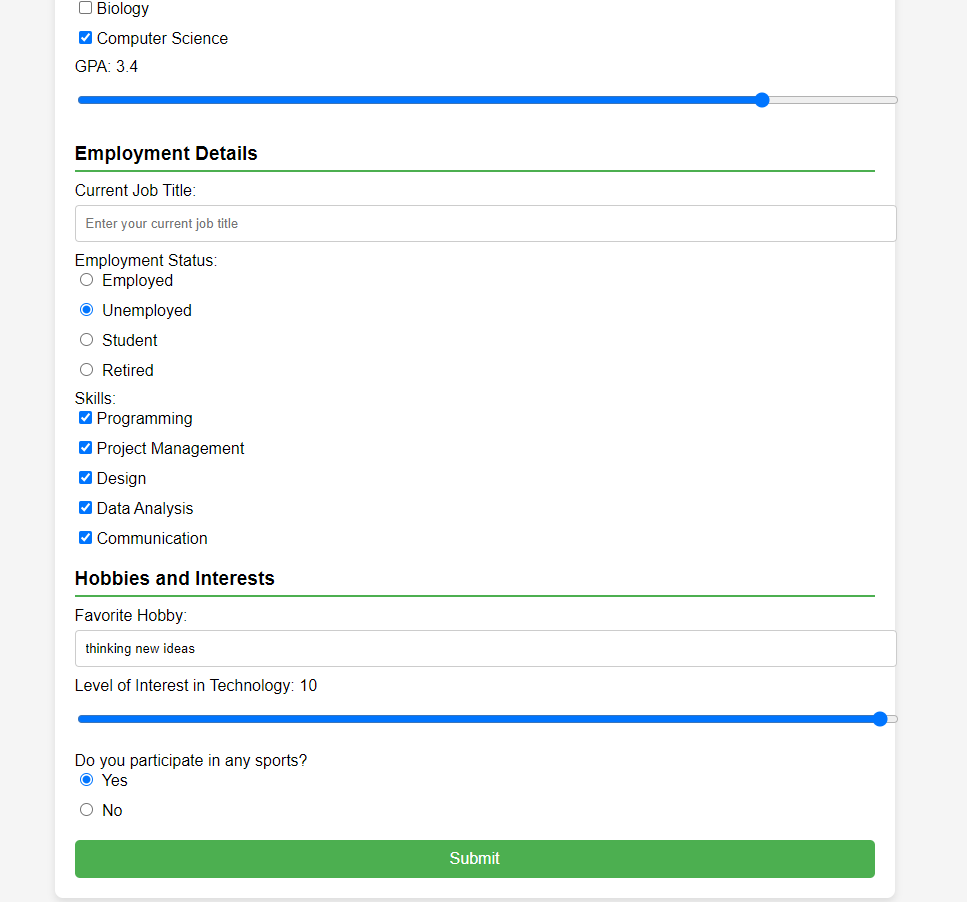 Biology
Computer Science
GPA: 3.4
Employment Details
Current Job Title:
Enter your current job title
Employment Status:
Employed
Unemployed
Student
Retired
Skills:
Programming
Project Management
Design
Data Analysis
Communication
Hobbies and Interests
Favorite Hobby:
thinking new ideas
Level of Interest in Technology: 10
Do you participate in any sports?
Yes
No
Submit